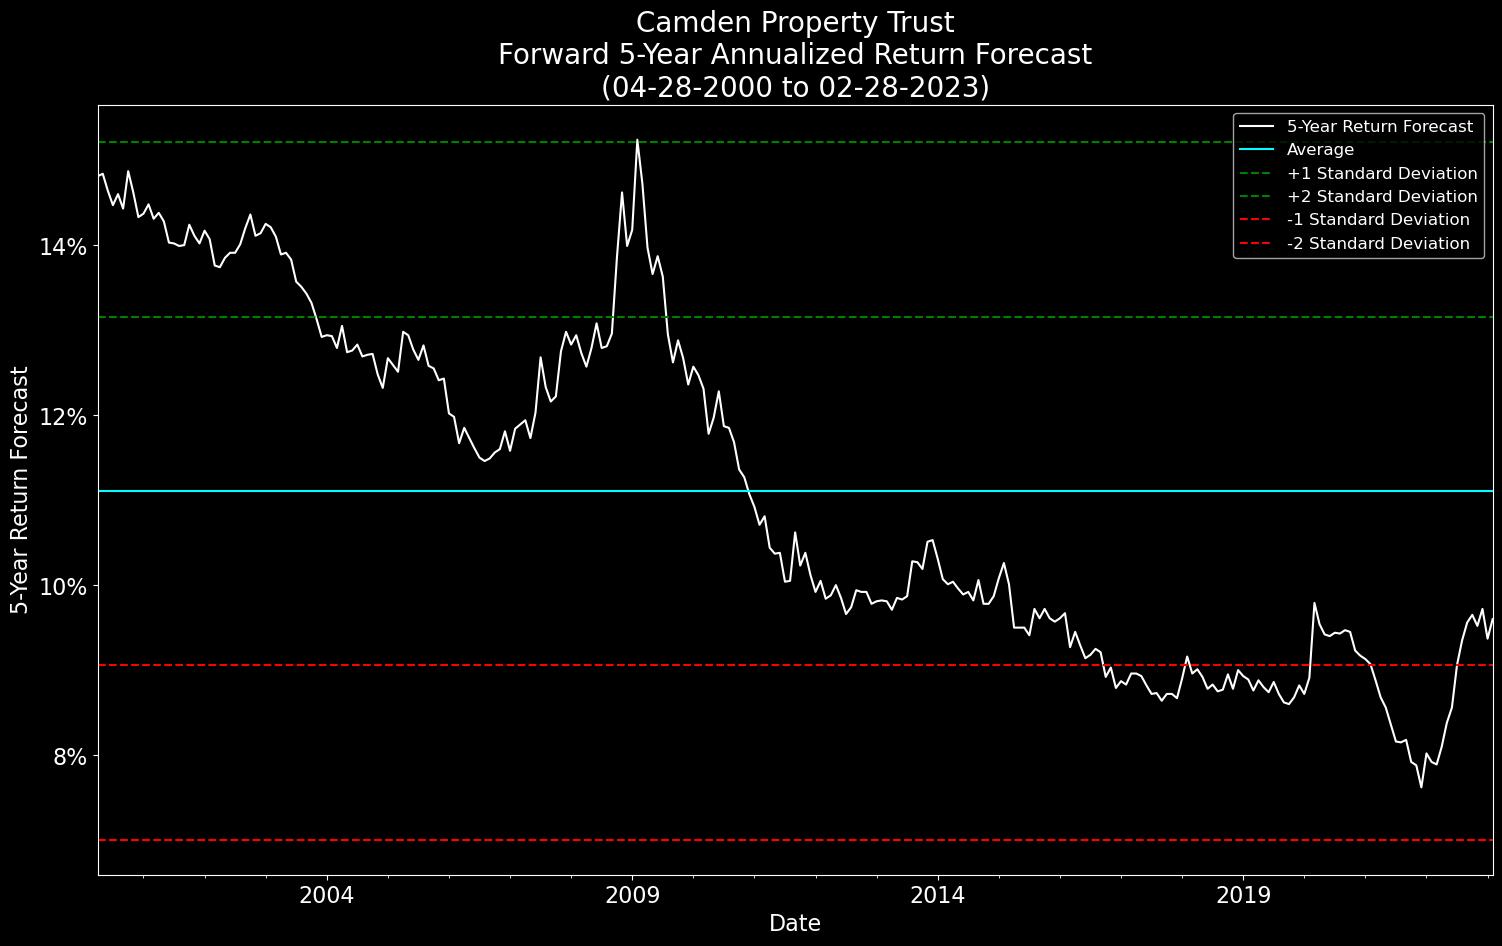 Camden Property Trust
Forward 5-Year Annualized Return Forecast
(04-28-2000 to 02-28-2023)
5-Year Return Forecast
Average
+1 Standard Deviation
+2 Standard Deviation
-1 Standard Deviation
-2 Standard Deviation
14%
12%
10%
8%
5-Year Return Forecast
2004
2009
2014
2019
Date